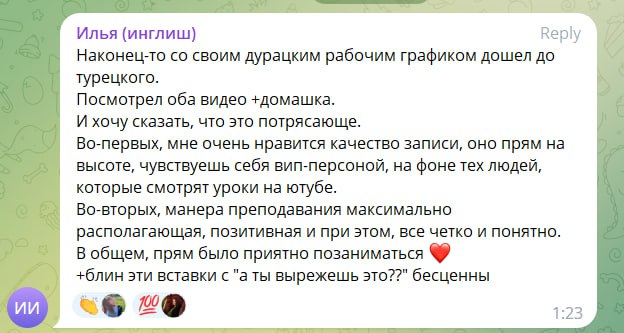 Илья (инглиш) Reply
Наконец-то со своим дурацким рабочим графиком дошел до
турецкого.
Посмотрел оба видео +домашка.
И хочу сказать, что это потрясающе.
Во-первых, мне очень нравится качество записи, оно прям на
высоте, чувствуешь себя вип-персоной, на фоне тех людей,
которые смотрят уроки на ютубе.
Во-вторых, манера преподавания максимально
располагающая, позитивная и при этом, все четко и понятно.
В общем, прям было приятно позаниматься ❤️
+блин эти вставки с "а ты вырежешь это??" бесценны
👏 💯
ИИ 1:23